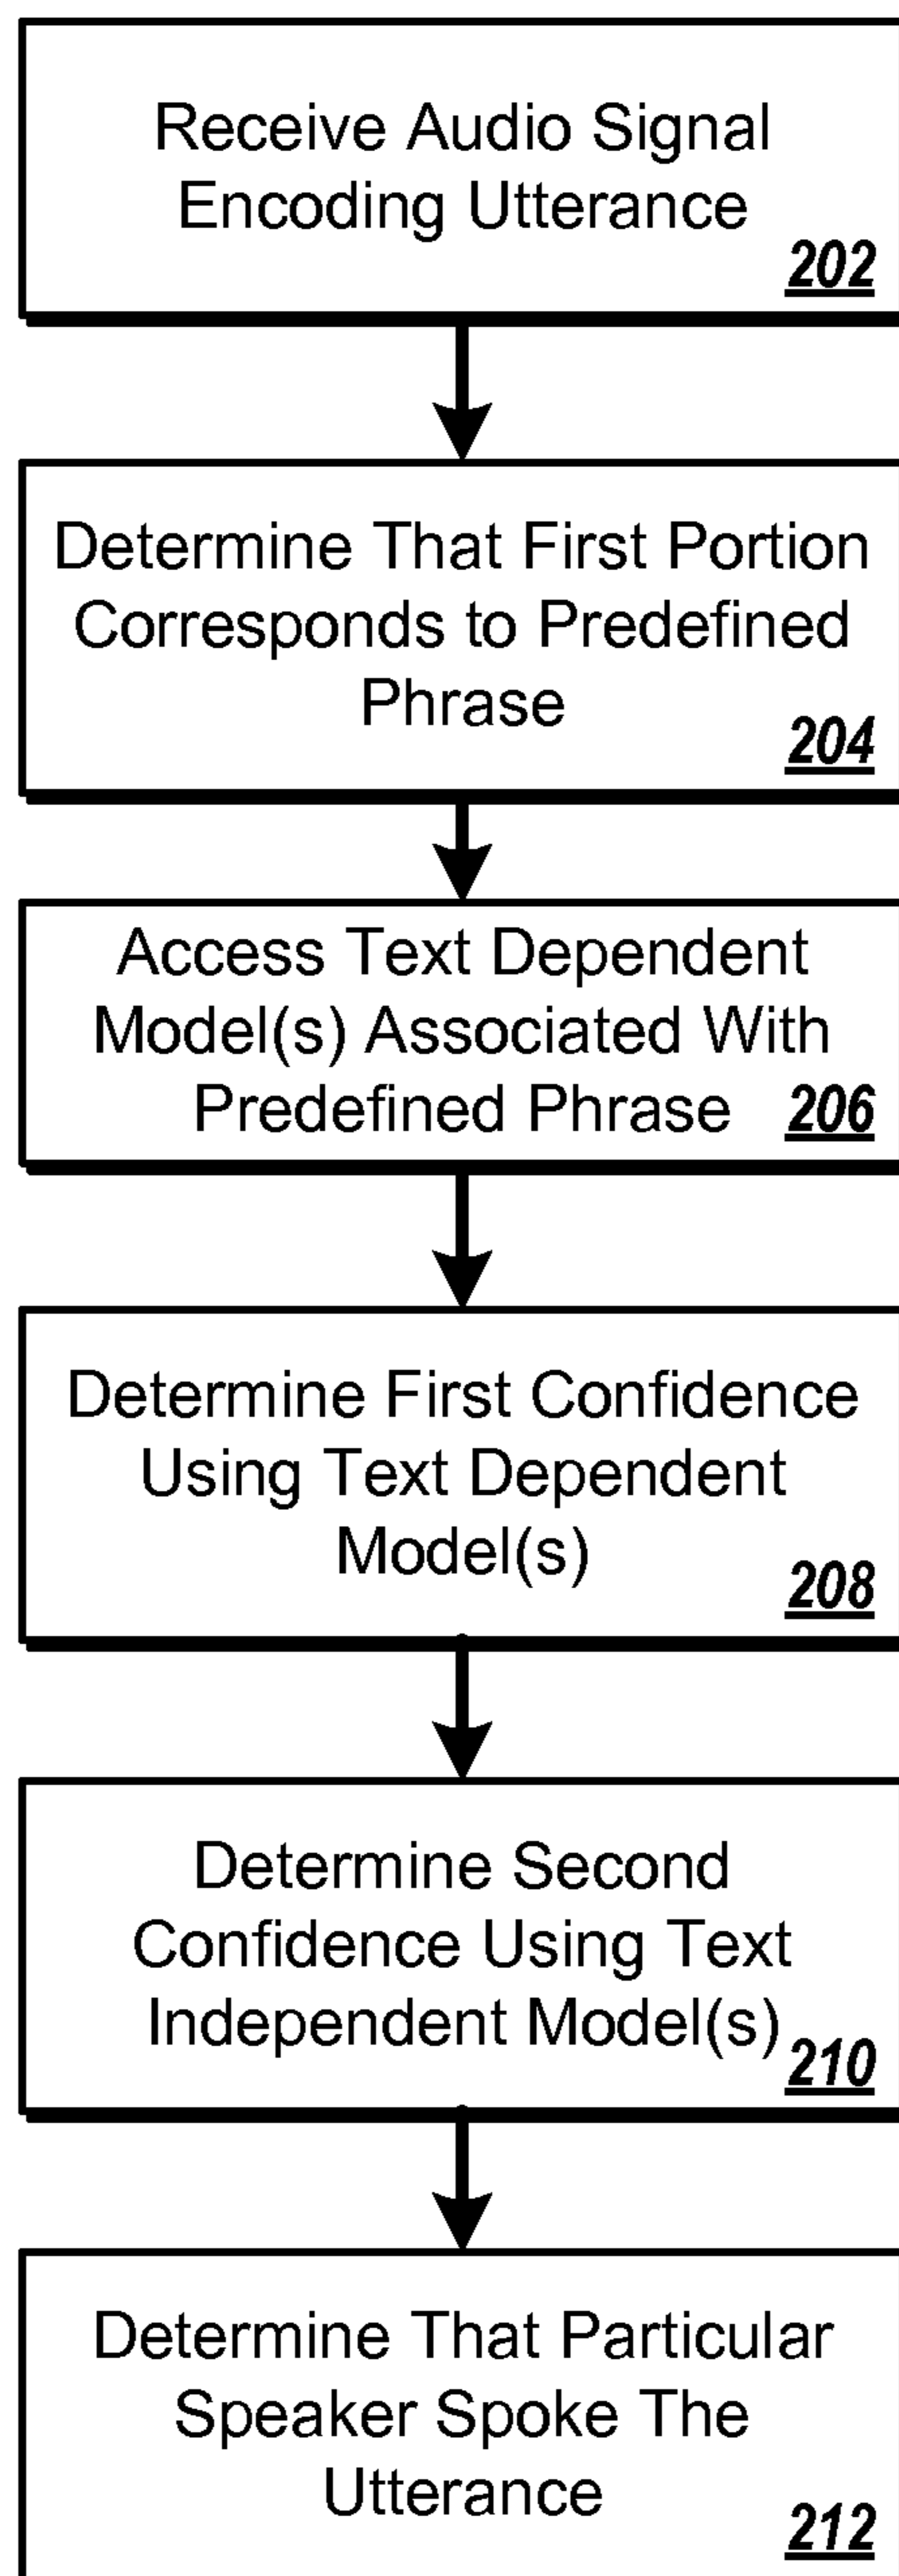 Receive Audio Signal
Encoding Utterance
202
Determine That First Portion
Corresponds to Predefined
Phrase
204
Access Text Dependent
Model(s) Associated With
Predefined Phrase 206
Determine First Confidence
Using Text Dependent
Model(s)
208
Determine Second
Confidence Using Text
Independent Model(s)
210
Determine That Particular
Speaker Spoke The
Utterance
212